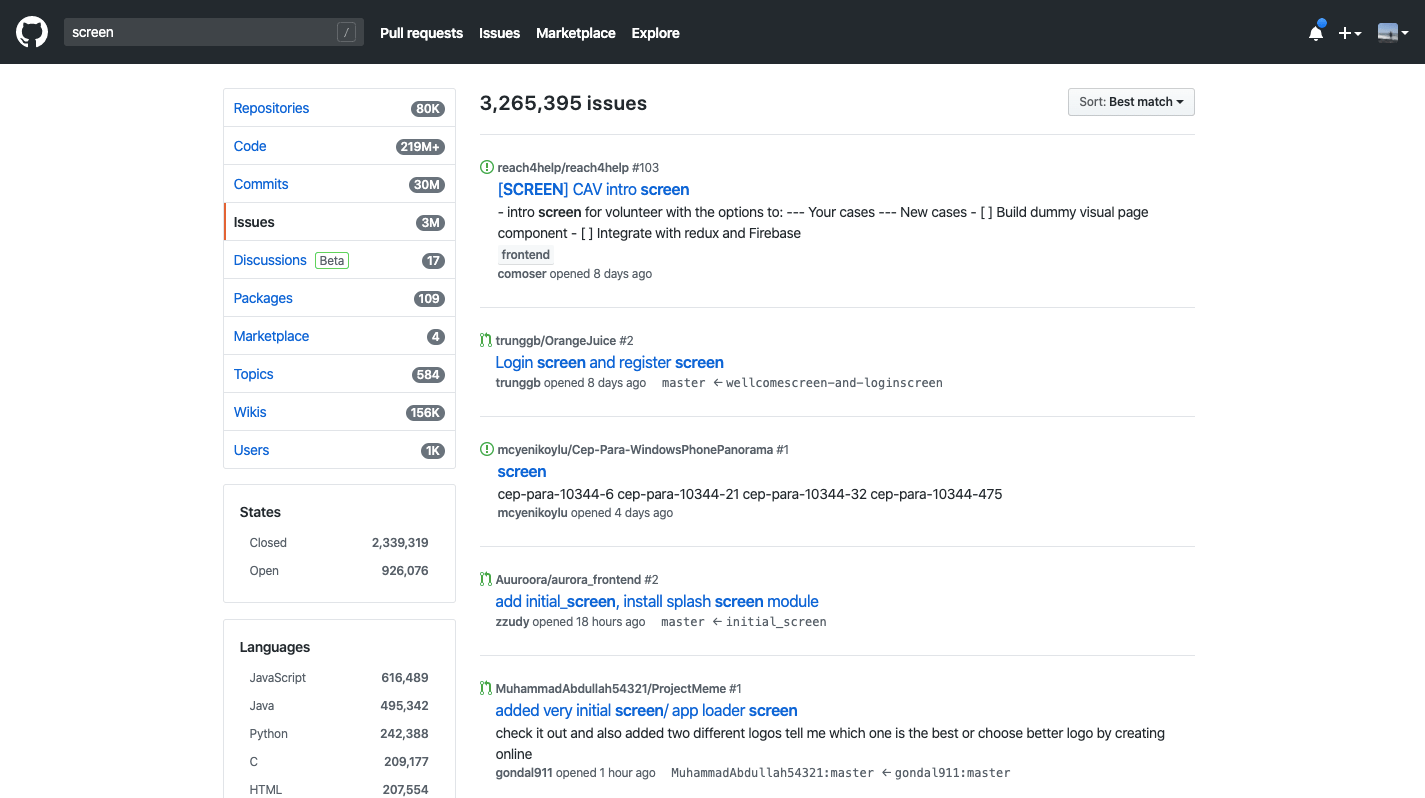 screen /
Pull requests Issues Marketplace Explore
Repositories 80K
Code 219M+
Commits 30M
Issues 3M
Discussions Beta 17
Packages 109
Marketplace 4
Topics 584
Wikis 156K
Users 1K
States
Closed 2,339,319
Open 926,076
Languages
JavaScript 616,489
Java 495,342
Python 242,388
C 209,177
HTML 207,554
3,265,395 issues
Sort: Best match
reach4help/reach4help #103
[SCREEN] CAV intro screen
- intro screen for volunteer with the options to: --- Your cases --- New cases - [ ] Build dummy visual page
component - [ ] Integrate with redux and Firebase
frontend
comoser opened 8 days ago
trunggb/OrangeJuice #2
Login screen and register screen
trunggb opened 8 days ago master ← wellcomescreen-and-loginscreen
mcyenikoylu/Cep-Para-WindowsPhonePanorama #1
screen
cep-para-10344-6 cep-para-10344-21 cep-para-10344-32 cep-para-10344-475
mcyenikoylu opened 4 days ago
Auuroora/aurora_frontend #2
add initial_screen, install splash screen module
zzudy opened 18 hours ago master ← initial_screen
MuhammadAbdullah54321/ProjectMeme #1
added very initial screen/ app loader screen
check it out and also added two different logos tell me which one is the best or choose better logo by creating
online
gondal911 opened 1 hour ago MuhammadAbdullah54321:master ← gondal911:master